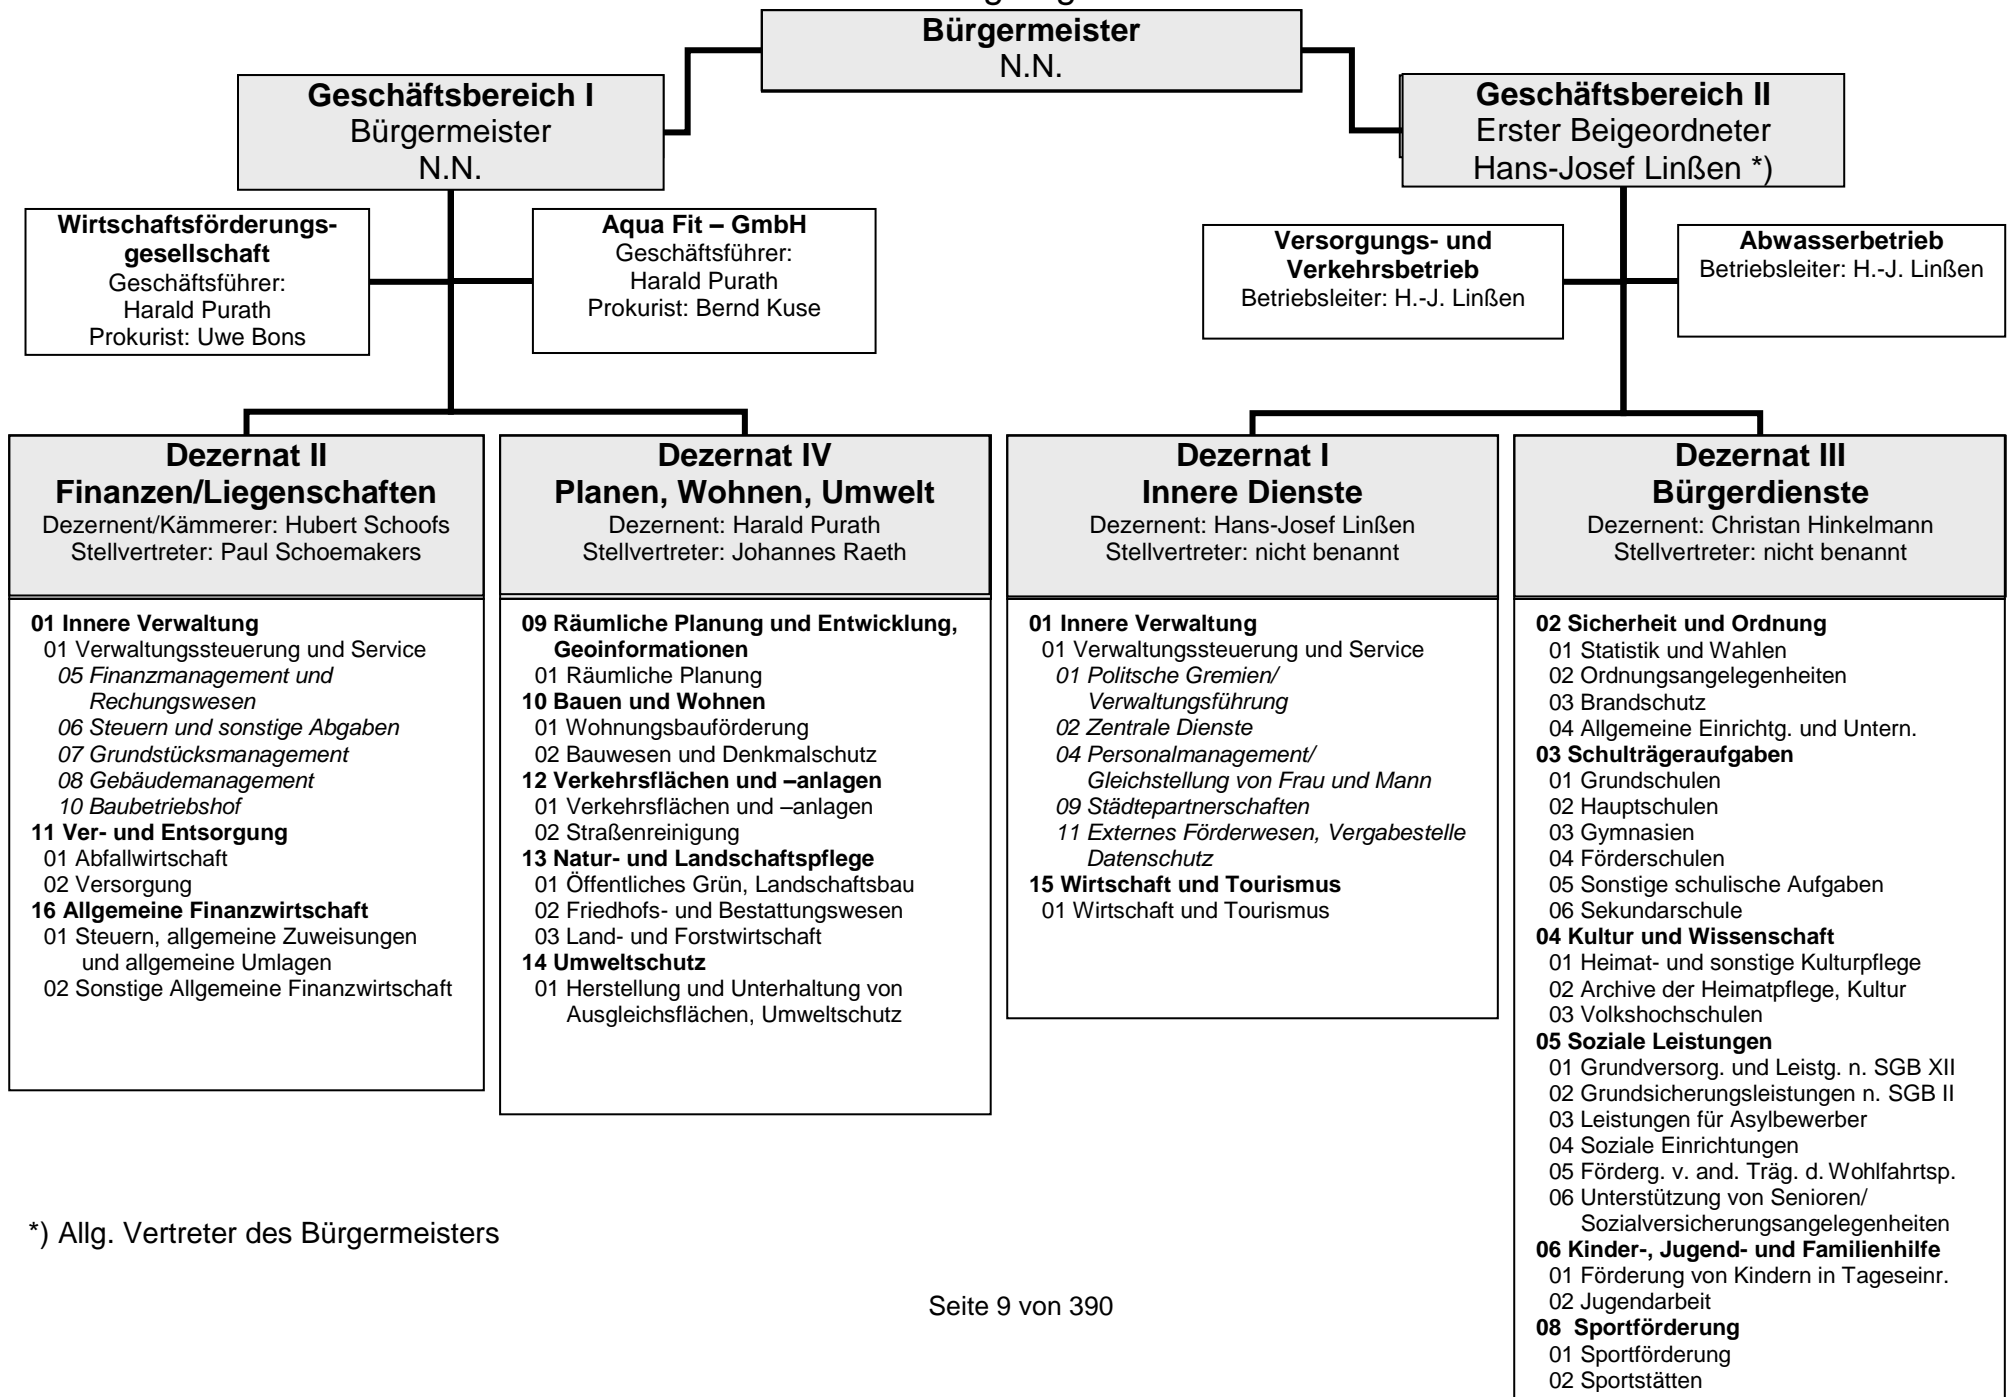 Bürgermeister
N.N.
Geschäftsbereich I
Bürgermeister
N.N.
Geschäftsbereich II
Erster Beigeordneter
Hans-Josef Linßen *)
Wirtschaftsförderungs-
gesellschaft
Geschäftsführer:
Harald Purath
Prokurist: Uwe Bons
Aqua Fit – GmbH
Geschäftsführer:
Harald Purath
Prokurist: Bernd Kuse
Versorgungs- und
Verkehrsbetrieb
Betriebsleiter: H.-J. Linßen
Abwasserbetrieb
Betriebsleiter: H.-J. Linßen
Dezernat II
Finanzen/Liegenschaften
Dezernent/Kämmerer: Hubert Schoofs
Stellvertreter: Paul Schoemakers
01 Innere Verwaltung
01 Verwaltungssteuerung und Service
05 Finanzmanagement und
Rechungswesen
06 Steuern und sonstige Abgaben
07 Grundstücksmanagement
08 Gebäudemanagement
10 Baubetriebshof
11 Ver- und Entsorgung
01 Abfallwirtschaft
02 Versorgung
16 Allgemeine Finanzwirtschaft
01 Steuern, allgemeine Zuweisungen
und allgemeine Umlagen
02 Sonstige Allgemeine Finanzwirtschaft
Dezernat IV
Planen, Wohnen, Umwelt
Dezernent: Harald Purath
Stellvertreter: Johannes Raeth
09 Räumliche Planung und Entwicklung,
Geoinformationen
01 Räumliche Planung
10 Bauen und Wohnen
01 Wohnungsbauförderung
02 Bauwesen und Denkmalschutz
12 Verkehrsflächen und –anlagen
01 Verkehrsflächen und –anlagen
02 Straßenreinigung
13 Natur- und Landschaftspflege
01 Öffentliches Grün, Landschaftsbau
02 Friedhofs- und Bestattungswesen
03 Land- und Forstwirtschaft
14 Umweltschutz
01 Herstellung und Unterhaltung von
Ausgleichsflächen, Umweltschutz
Dezernat I
Innere Dienste
Dezernent: Hans-Josef Linßen
Stellvertreter: nicht benannt
01 Innere Verwaltung
01 Verwaltungssteuerung und Service
01 Politsche Gremien/
Verwaltungsführung
02 Zentrale Dienste
04 Personalmanagement/
Gleichstellung von Frau und Mann
09 Städtepartnerschaften
11 Externes Förderwesen, Vergabestelle
Datenschutz
15 Wirtschaft und Tourismus
01 Wirtschaft und Tourismus
Dezernat III
Bürgerdienste
Dezernent: Christan Hinkelmann
Stellvertreter: nicht benannt
02 Sicherheit und Ordnung
01 Statistik und Wahlen
02 Ordnungsangelegenheiten
03 Brandschutz
04 Allgemeine Einrichtg. und Untern.
03 Schulträgeraufgaben
01 Grundschulen
02 Hauptschulen
03 Gymnasien
04 Förderschulen
05 Sonstige schulische Aufgaben
06 Sekundarschule
04 Kultur und Wissenschaft
01 Heimat- und sonstige Kulturpflege
02 Archive der Heimatpflege, Kultur
03 Volkshochschulen
05 Soziale Leistungen
01 Grundversorg. und Leistg. n. SGB XII
02 Grundsicherungsleistungen n. SGB II
03 Leistungen für Asylbewerber
04 Soziale Einrichtungen
05 Förderg. v. and. Träg. d. Wohlfahrtsp.
06 Unterstützung von Senioren/
Sozialversicherungsangelegenheiten
06 Kinder-, Jugend- und Familienhilfe
01 Förderung von Kindern in Tageseinr.
02 Jugendarbeit
08 Sportförderung
01 Sportförderung
02 Sportstätten
*) Allg. Vertreter des Bürgermeisters
Seite 9 von 390